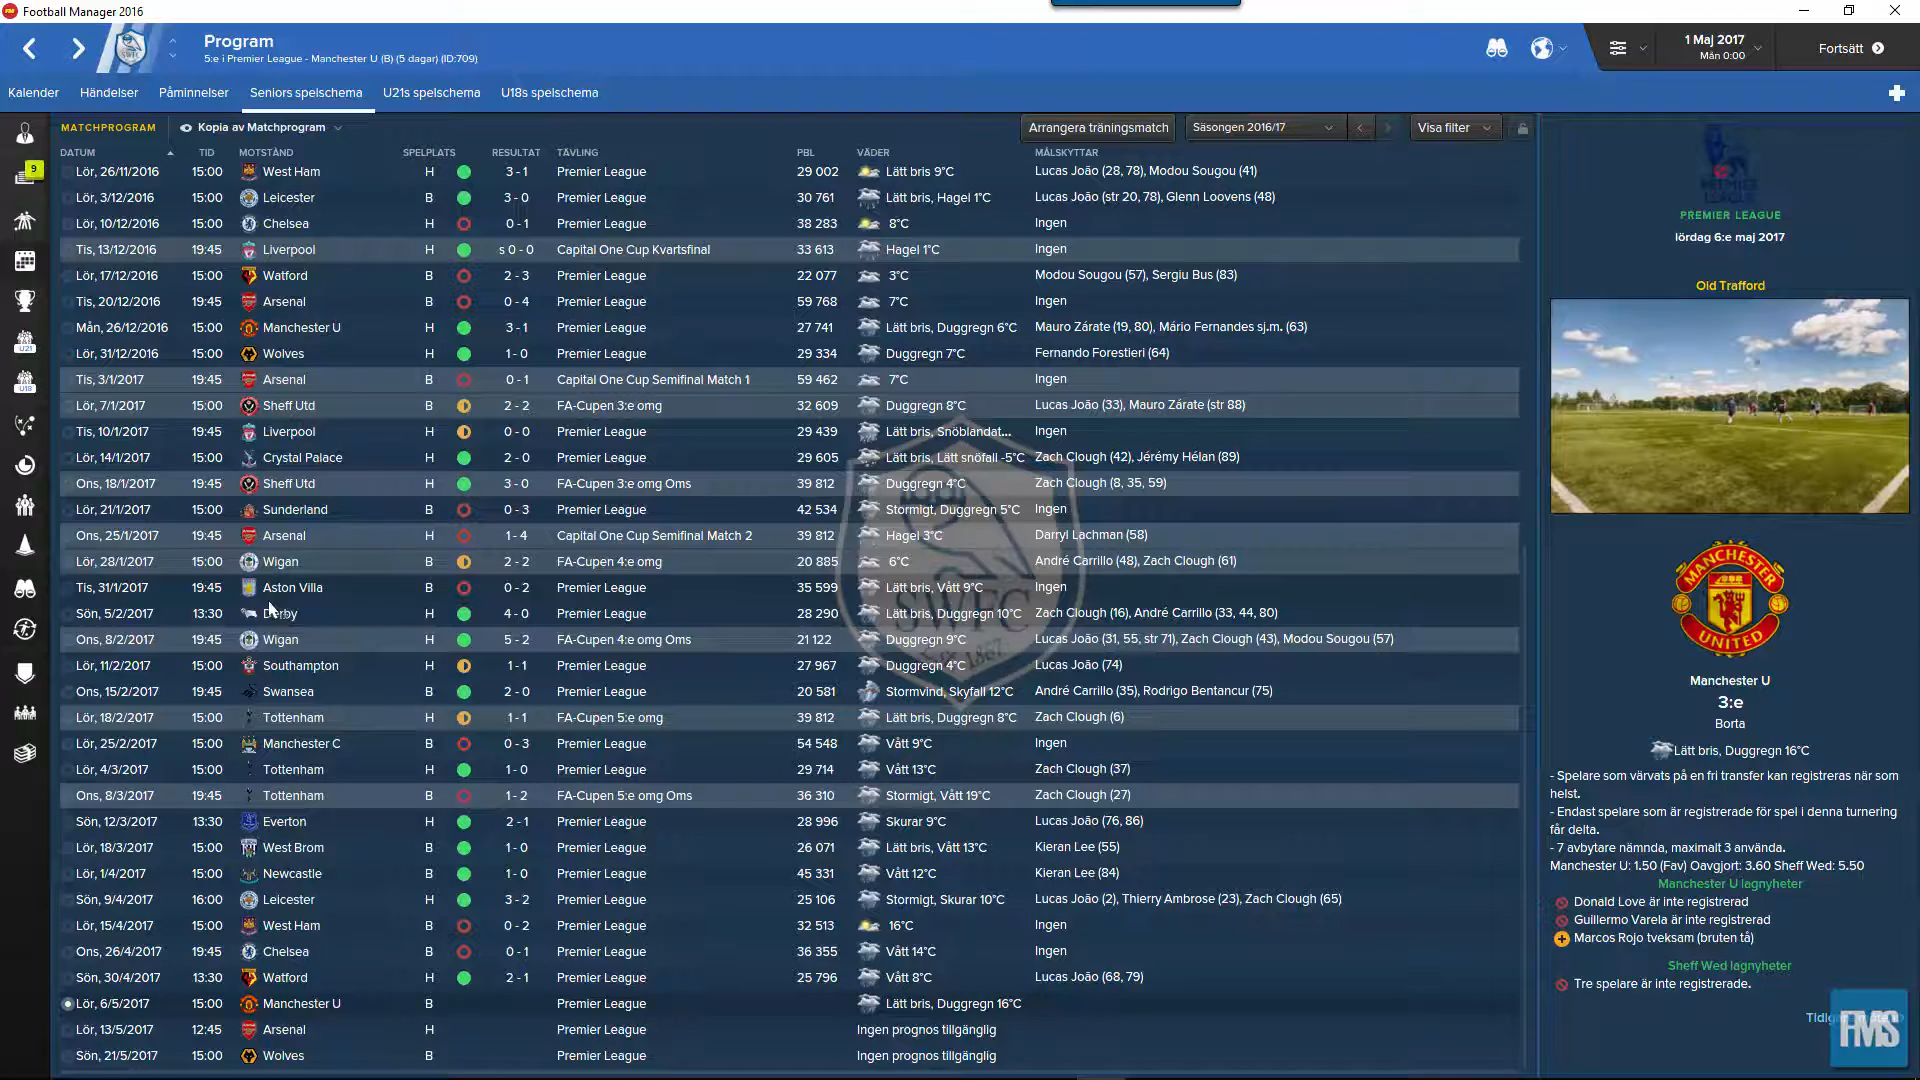 Football Manager 2016
Program
5:e i Premier League - Manchester U (B) (5 dagar) (ID:709)
1 Maj 2017
Mån 0:00
Fortsätt
Kalender Händelser Påminnelser Seniors spelschema U21s spelschema U18s spelschema
MATCHPROGRAM Kopia av Matchprogram Arrangera träningsmatch Säsongen 2016/17 Visa filter
DATUM TID MOTSTÅND SPELPLATS RESULTAT TÄVLING PBL VÄDER MÅLSKYTTAR
Lör, 26/11/2016 15:00 West Ham H 3 - 1 Premier League 29 002 Lätt bris 9°C Lucas João (28, 78), Modou Sougou (41)
Lör, 3/12/2016 15:00 Leicester B 3 - 0 Premier League 30 761 Lätt bris, Hagel 1°C Lucas João (str 20, 78), Glenn Loovens (48)
Lör, 10/12/2016 15:00 Chelsea H 0 - 1 Premier League 38 283 8°C Ingen
Tis, 13/12/2016 19:45 Liverpool H s 0 - 0 Capital One Cup Kvartsfinal 33 613 Hagel 1°C Ingen
Lör, 17/12/2016 15:00 Watford B 2 - 3 Premier League 22 077 3°C Modou Sougou (57), Sergiu Bus (83)
Tis, 20/12/2016 19:45 Arsenal B 0 - 4 Premier League 59 768 7°C Ingen
Mån, 26/12/2016 15:00 Manchester U H 3 - 1 Premier League 27 741 Lätt bris, Duggregn 6°C Mauro Zárate (19, 80), Mário Fernandes sj.m. (63)
Lör, 31/12/2016 15:00 Wolves H 1 - 0 Premier League 29 334 Duggregn 7°C Fernando Forestieri (64)
Tis, 3/1/2017 19:45 Arsenal B 0 - 1 Capital One Cup Semifinal Match 1 59 462 7°C Ingen
Lör, 7/1/2017 15:00 Sheff Utd B 2 - 2 FA-Cupen 3:e omg 32 609 Duggregn 8°C Lucas João (33), Mauro Zárate (str 88)
Tis, 10/1/2017 19:45 Liverpool H 0 - 0 Premier League 29 439 Lätt bris, Snöblandat... Ingen
Lör, 14/1/2017 15:00 Crystal Palace H 2 - 0 Premier League 29 605 Lätt bris, Lätt snöfall -5°C Zach Clough (42), Jérémy Hélan (89)
Ons, 18/1/2017 19:45 Sheff Utd H 3 - 0 FA-Cupen 3:e omg Oms 39 812 Duggregn 4°C Zach Clough (8, 35, 59)
Lör, 21/1/2017 15:00 Sunderland B 0 - 3 Premier League 42 534 Stormigt, Duggregn 5°C Ingen
Ons, 25/1/2017 19:45 Arsenal H 1 - 4 Capital One Cup Semifinal Match 2 39 812 Hagel 3°C Darryl Lachman (58)
Lör, 28/1/2017 15:00 Wigan B 2 - 2 FA-Cupen 4:e omg 20 885 6°C André Carrillo (48), Zach Clough (61)
Tis, 31/1/2017 19:45 Aston Villa B 0 - 2 Premier League 35 599 Lätt bris, Vått 9°C Ingen
Sön, 5/2/2017 13:30 Derby H 4 - 0 Premier League 28 290 Lätt bris, Duggregn 10°C Zach Clough (16), André Carrillo (33, 44, 80)
Ons, 8/2/2017 19:45 Wigan H 5 - 2 FA-Cupen 4:e omg Oms 21 122 Duggregn 9°C Lucas João (31, 55, str 71), Zach Clough (43), Modou Sougou (57)
Lör, 11/2/2017 15:00 Southampton H 1 - 1 Premier League 27 967 Duggregn 4°C Lucas João (74)
Ons, 15/2/2017 19:45 Swansea B 2 - 0 Premier League 20 581 Stormvind, Skyfall 12°C André Carrillo (35), Rodrigo Bentancur (75)
Lör, 18/2/2017 15:00 Tottenham H 1 - 1 FA-Cupen 5:e omg 39 812 Lätt bris, Duggregn 8°C Zach Clough (6)
Lör, 25/2/2017 15:00 Manchester C B 0 - 3 Premier League 54 548 Vått 9°C Ingen
Lör, 4/3/2017 15:00 Tottenham H 1 - 0 Premier League 29 714 Vått 13°C Zach Clough (37)
Ons, 8/3/2017 19:45 Tottenham B 1 - 2 FA-Cupen 5:e omg Oms 36 310 Stormigt, Vått 19°C Zach Clough (27)
Sön, 12/3/2017 13:30 Everton H 2 - 1 Premier League 28 996 Skurar 9°C Lucas João (76, 86)
Lör, 18/3/2017 15:00 West Brom B 1 - 0 Premier League 26 071 Lätt bris, Vått 13°C Kieran Lee (55)
Lör, 1/4/2017 15:00 Newcastle B 1 - 0 Premier League 45 331 Vått 12°C Kieran Lee (84)
Sön, 9/4/2017 16:00 Leicester H 3 - 2 Premier League 25 106 Stormigt, Skurar 10°C Lucas João (2), Thierry Ambrose (23), Zach Clough (65)
Lör, 15/4/2017 15:00 West Ham B 0 - 2 Premier League 32 513 16°C Ingen
Ons, 26/4/2017 19:45 Chelsea B 0 - 1 Premier League 36 355 Vått 14°C Ingen
Sön, 30/4/2017 13:30 Watford H 2 - 1 Premier League 25 796 Vått 8°C Lucas João (68, 79)
Lör, 6/5/2017 15:00 Manchester U B Premier League Lätt bris, Duggregn 16°C
Lör, 13/5/2017 12:45 Arsenal H Premier League Ingen prognos tillgänglig
Sön, 21/5/2017 15:00 Wolves B Premier League Ingen prognos tillgänglig
9
U21
U18
PREMIER LEAGUE
lördag 6:e maj 2017
Old Trafford
MANCHESTER
UNITED
Manchester U
3:e
Borta
Lätt bris, Duggregn 16°C
- Spelare som värvats på en fri transfer kan registreras när som
helst.
- Endast spelare som är registrerade för spel i denna turnering
får delta.
- 7 avbytare nämnda, maximalt 3 använda.
Manchester U: 1.50 (Fav) Oavgjort: 3.60 Sheff Wed: 5.50
Manchester U lagnyheter
Donald Love är inte registrerad
Guillermo Varela är inte registrerad
Marcos Rojo tveksam (bruten tå)
Sheff Wed lagnyheter
Tre spelare är inte registrerade.
FMS